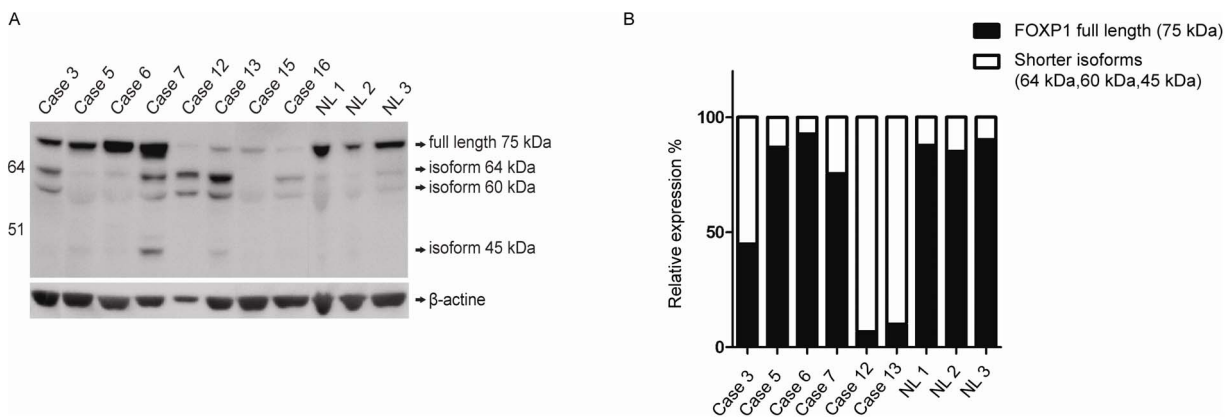 A
Case 3
Case 5
Case 6
Case 7
Case 12
Case 13
Case 15
Case 16
NL 1
NL 2
NL 3
full length 75 kDa
64
isoform 64 kDa
isoform 60 kDa
51
isoform 45 kDa
β-actine
B
FOXP1 full length (75 kDa)
Shorter isoforms
(64 kDa,60 kDa,45 kDa)
Relative expression %
100
50
0
Case 3
Case 5
Case 6
Case 7
Case 12
Case 13
NL 1
NL 2
NL 3